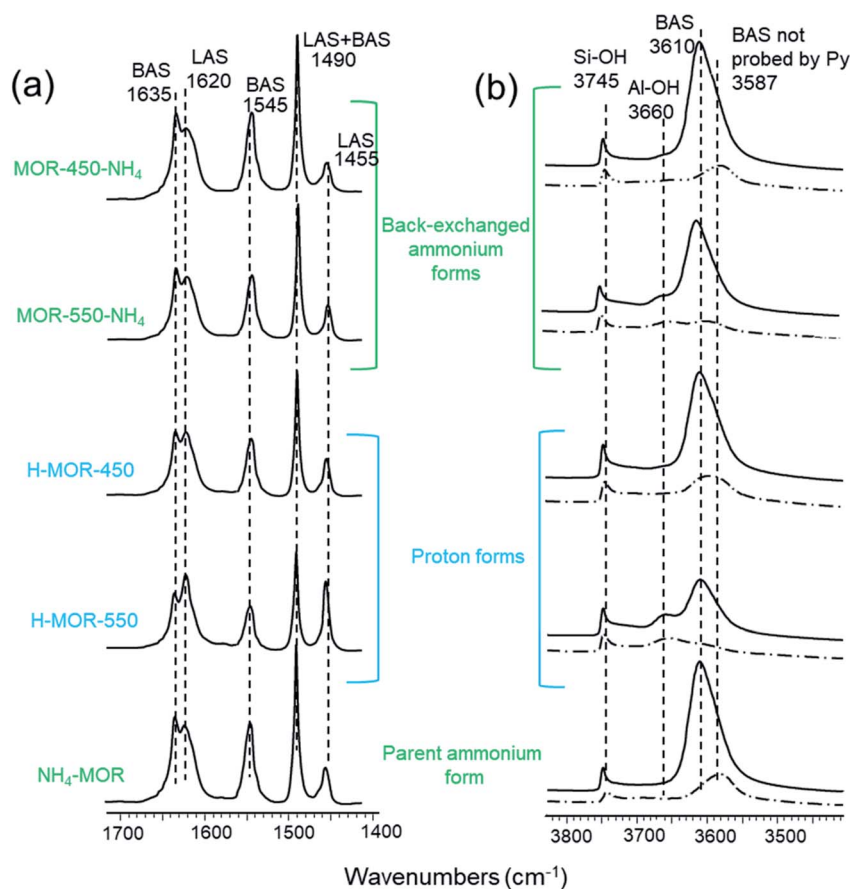 (a)
BAS
1635
LAS
1620
BAS
1545
LAS+BAS
1490
LAS
1455
MOR-450-NH₄
MOR-550-NH₄
H-MOR-450
H-MOR-550
NH₄-MOR
1700
1600
1500
1400
Back-exchanged
ammonium
forms
Proton forms
Parent ammonium
form
(b)
Si-OH
3745
Al-OH
3660
BAS
3610
BAS not
probed by Py
3587
3800
3700
3600
3500
Wavenumbers (cm⁻¹)